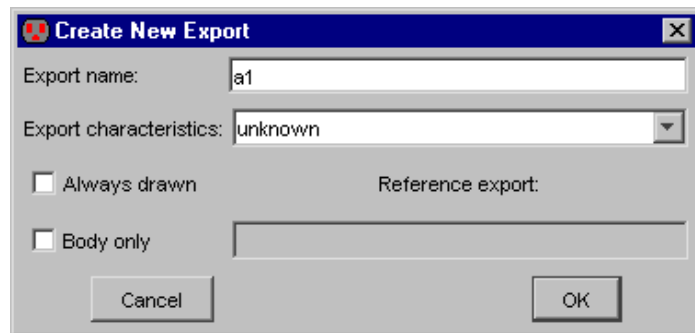 Create New Export
Export name: a1
Export characteristics: unknown
Always drawn Reference export:
Body only
Cancel OK